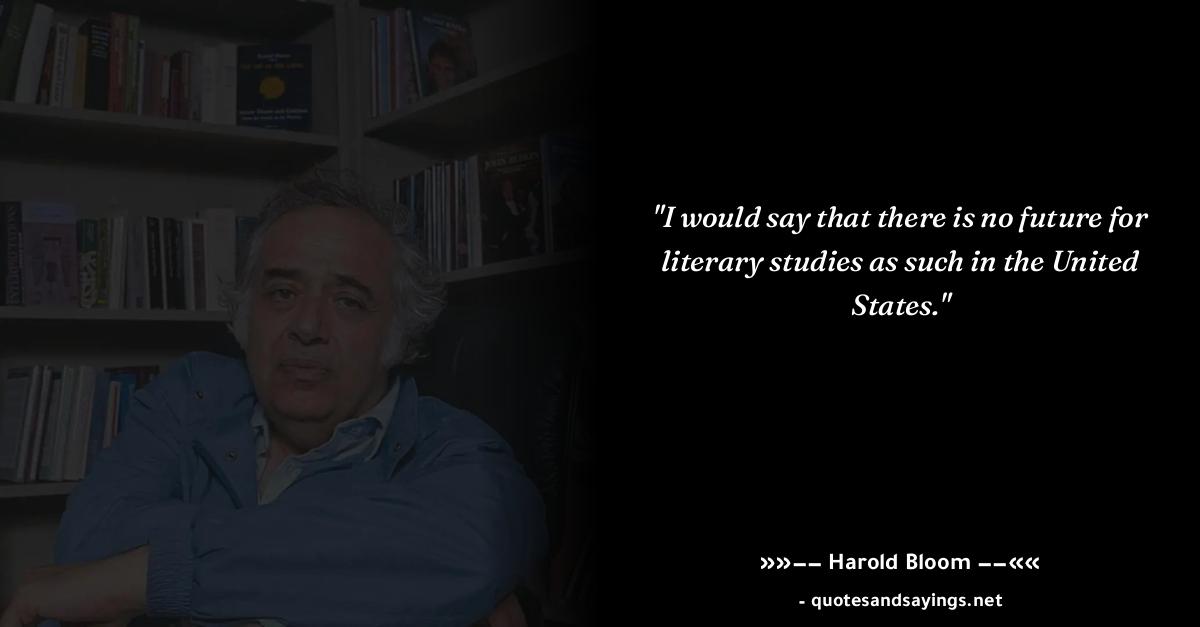 "I would say that there is no future for
literary studies as such in the United
States."
»»–– Harold Bloom ––««
- quotesandsayings.net